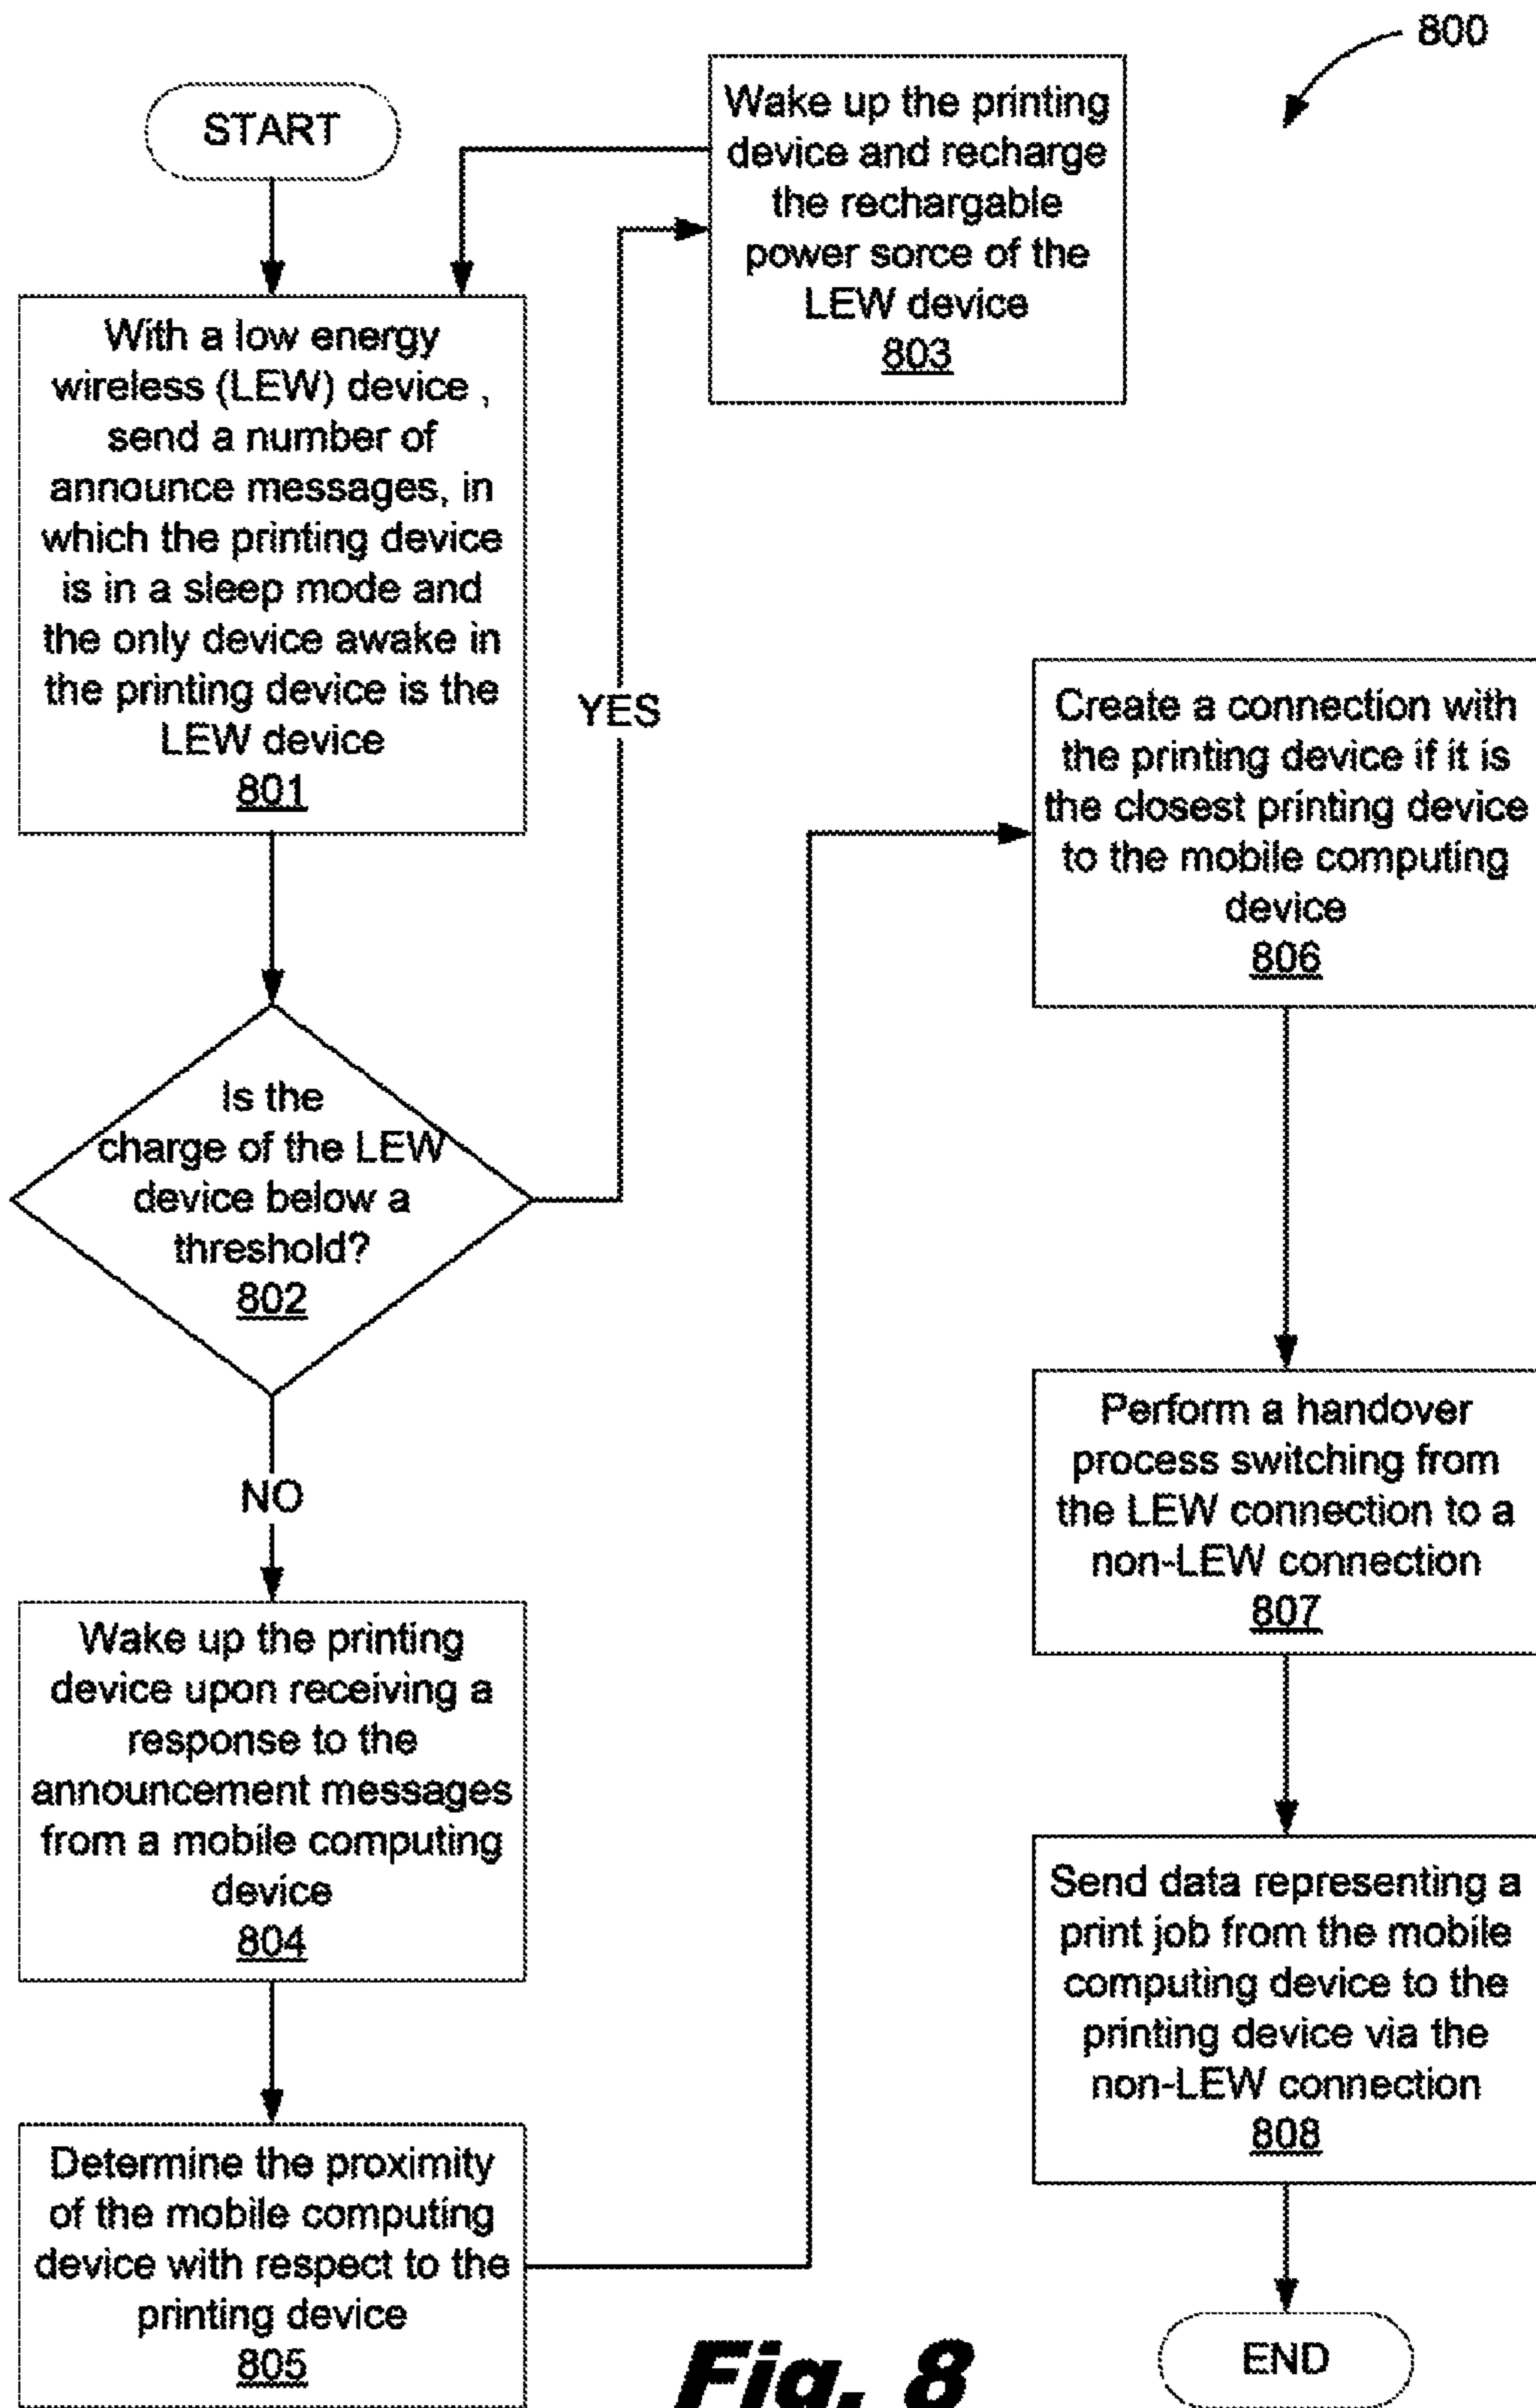 800
START
Wake up the printing
device and recharge
the rechargable
power sorce of the
LEW device
803
With a low energy
wireless (LEW) device ,
send a number of
announce messages, in
which the printing device
is in a sleep mode and
the only device awake in
the printing device is the
LEW device
801
YES
Is the
charge of the LEW
device below a
threshold?
802
NO
Wake up the printing
device upon receiving a
response to the
announcement messages
from a mobile computing
device
804
Determine the proximity
of the mobile computing
device with respect to the
printing device
805
Create a connection with
the printing device if it is
the closest printing device
to the mobile computing
device
806
Perform a handover
process switching from
the LEW connection to a
non-LEW connection
807
Send data representing a
print job from the mobile
computing device to the
printing device via the
non-LEW connection
808
END
Fig. 8